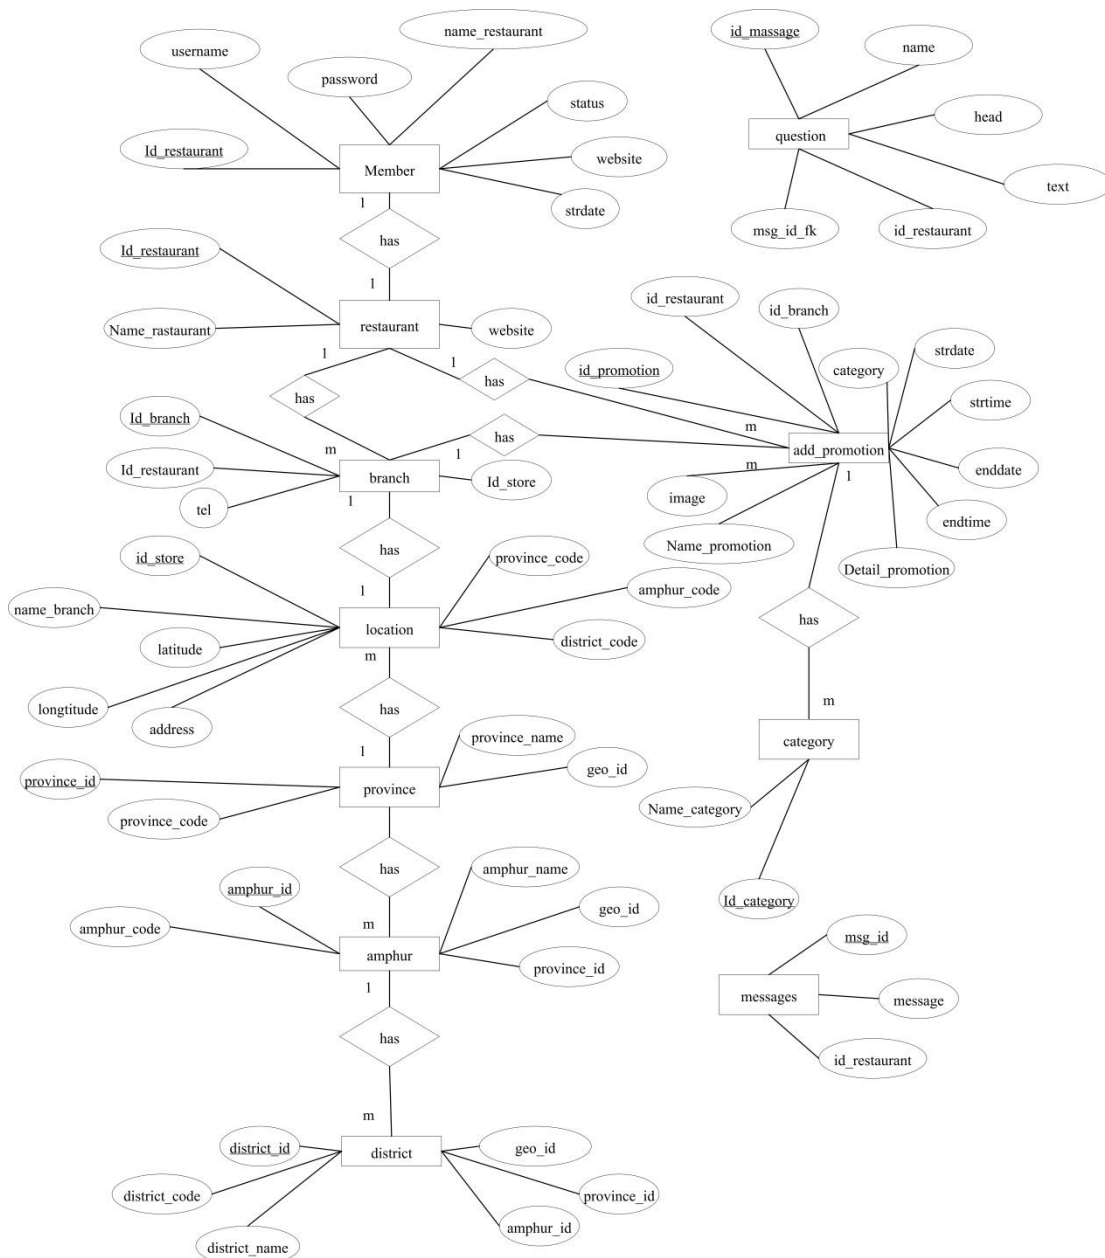 name_restaurant
username
password
status
Id_restaurant
Member
website
strdate
1
has
1
Id_restaurant
Name_rastaurant
restaurant
website
1
1
has
has
Id_branch
has
m
1
Id_restaurant
branch
Id_store
tel
1
has
id_store
1
province_code
amphur_code
name_branch
location
district_code
latitude
m
longtitude
address
has
1
province_name
geo_id
province_id
province
province_code
has
amphur_name
amphur_id
amphur_code
m
geo_id
amphur
province_id
1
has
m
district_id
district
geo_id
district_code
province_id
amphur_id
district_name
id_massage
name
head
question
text
msg_id_fk
id_restaurant
id_restaurant
id_branch
strdate
category
id_promotion
strtime
m
add_promotion
m
1
enddate
image
endtime
Name_promotion
Detail_promotion
has
m
category
Name_category
Id_category
msg_id
messages
message
id_restaurant